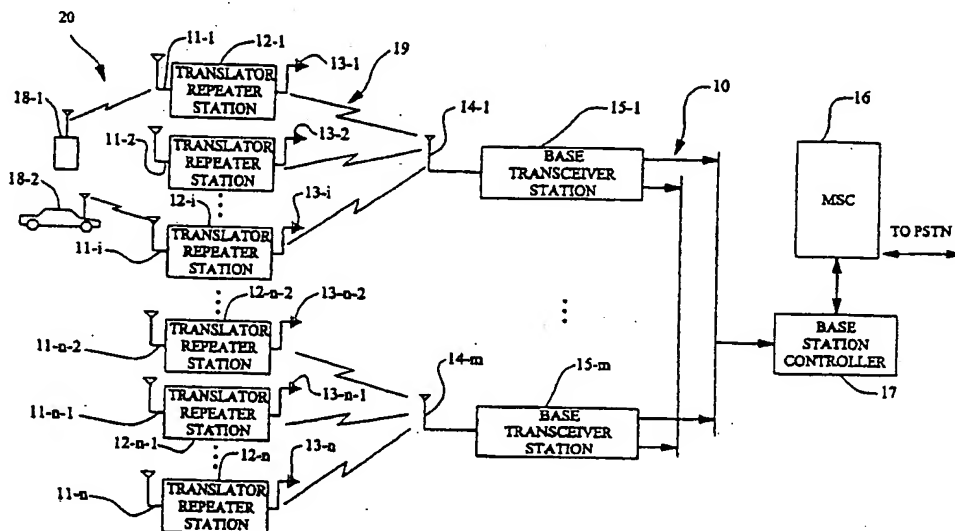 20
11-1
12-1
13-1
19
TRANSLATOR
REPEATER
STATION
18-1
11-2
13-2
TRANSLATOR
REPEATER
STATION
14-1
15-1
10
16
BASE
TRANSCEIVER
STATION
MSC
TO PSTN
18-2
12-i
13-i
11-i
TRANSLATOR
REPEATER
STATION
12-n-2
13-n-2
11-n-2
TRANSLATOR
REPEATER
STATION
14-m
15-m
BASE
STATION
CONTROLLER
17
11-n-1
13-n-1
TRANSLATOR
REPEATER
STATION
12-n-1
BASE
TRANSCEIVER
STATION
12-n
13-n
11-n
TRANSLATOR
REPEATER
STATION